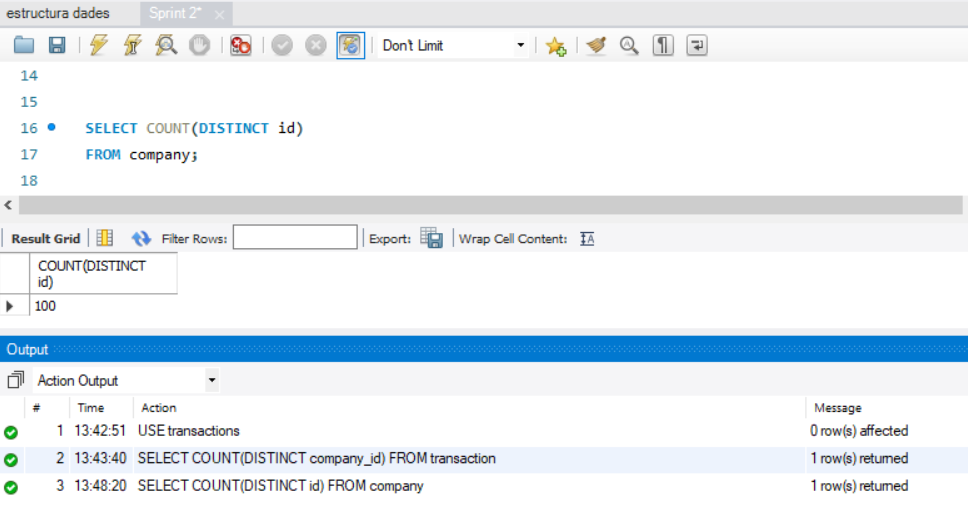 estructura dades Sprint 2* ×
Don't Limit
14
15
16 SELECT COUNT(DISTINCT id)
17 FROM company;
18
Result Grid Filter Rows: Export: Wrap Cell Content:
COUNT(DISTINCT
id)
100
Output
Action Output
# Time Action Message
1 13:42:51 USE transactions 0 row(s) affected
2 13:43:40 SELECT COUNT(DISTINCT company_id) FROM transaction 1 row(s) returned
3 13:48:20 SELECT COUNT(DISTINCT id) FROM company 1 row(s) returned